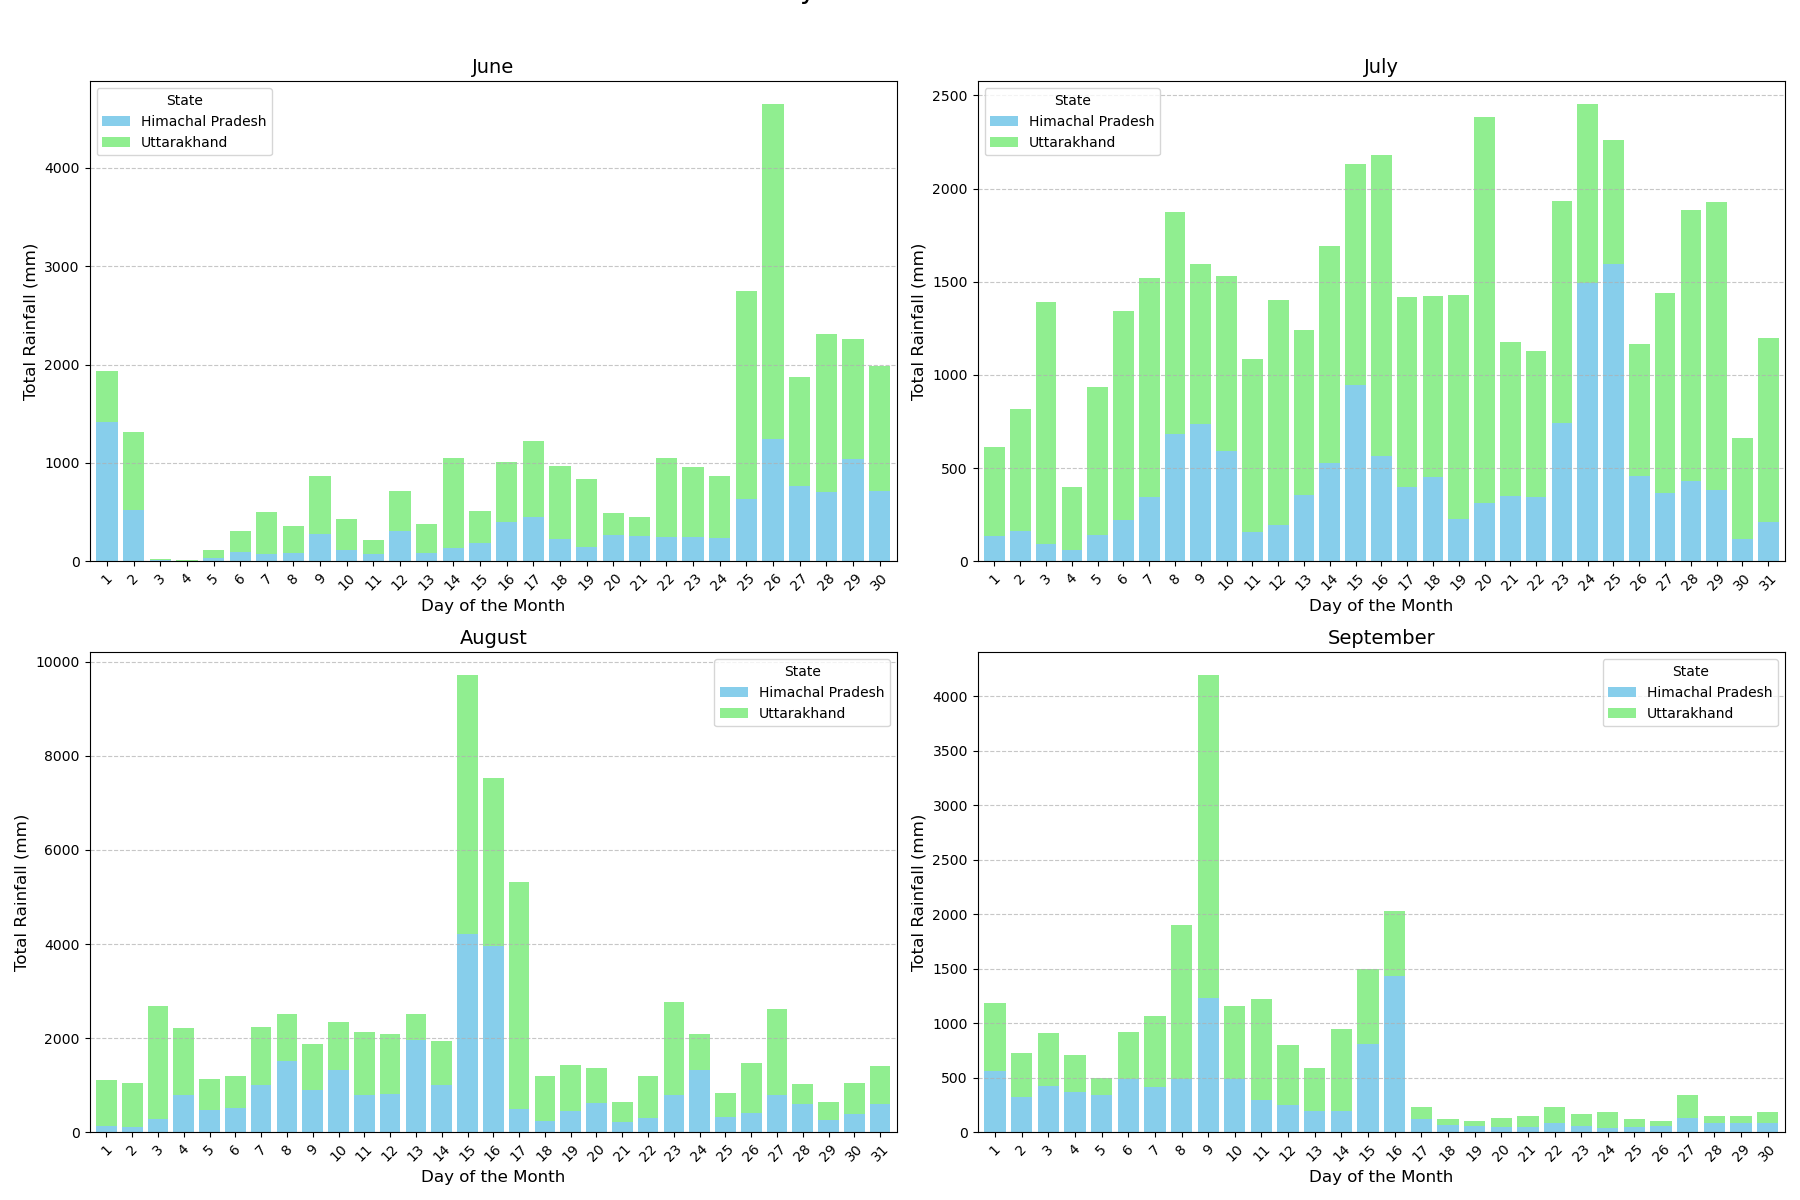 June
State
Himachal Pradesh
Uttarakhand
Total Rainfall (mm)
4000
3000
2000
1000
0
1 2 3 4 5 6 7 8 9 10 11 12 13 14 15 16 17 18 19 20 21 22 23 24 25 26 27 28 29 30
Day of the Month
July
State
Himachal Pradesh
Uttarakhand
Total Rainfall (mm)
2500
2000
1500
1000
500
0
1 2 3 4 5 6 7 8 9 10 11 12 13 14 15 16 17 18 19 20 21 22 23 24 25 26 27 28 29 30 31
Day of the Month
August
State
Himachal Pradesh
Uttarakhand
Total Rainfall (mm)
10000
8000
6000
4000
2000
0
1 2 3 4 5 6 7 8 9 10 11 12 13 14 15 16 17 18 19 20 21 22 23 24 25 26 27 28 29 30 31
Day of the Month
September
State
Himachal Pradesh
Uttarakhand
Total Rainfall (mm)
4000
3500
3000
2500
2000
1500
1000
500
0
1 2 3 4 5 6 7 8 9 10 11 12 13 14 15 16 17 18 19 20 21 22 23 24 25 26 27 28 29 30
Day of the Month